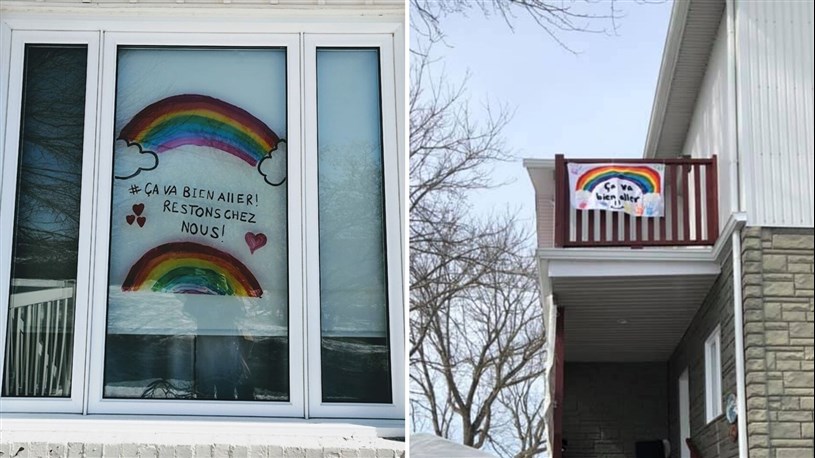 #ÇA VA BIEN ALLER!
RESTONS CHEZ
NOUS!
Ça va
bien aller
!!